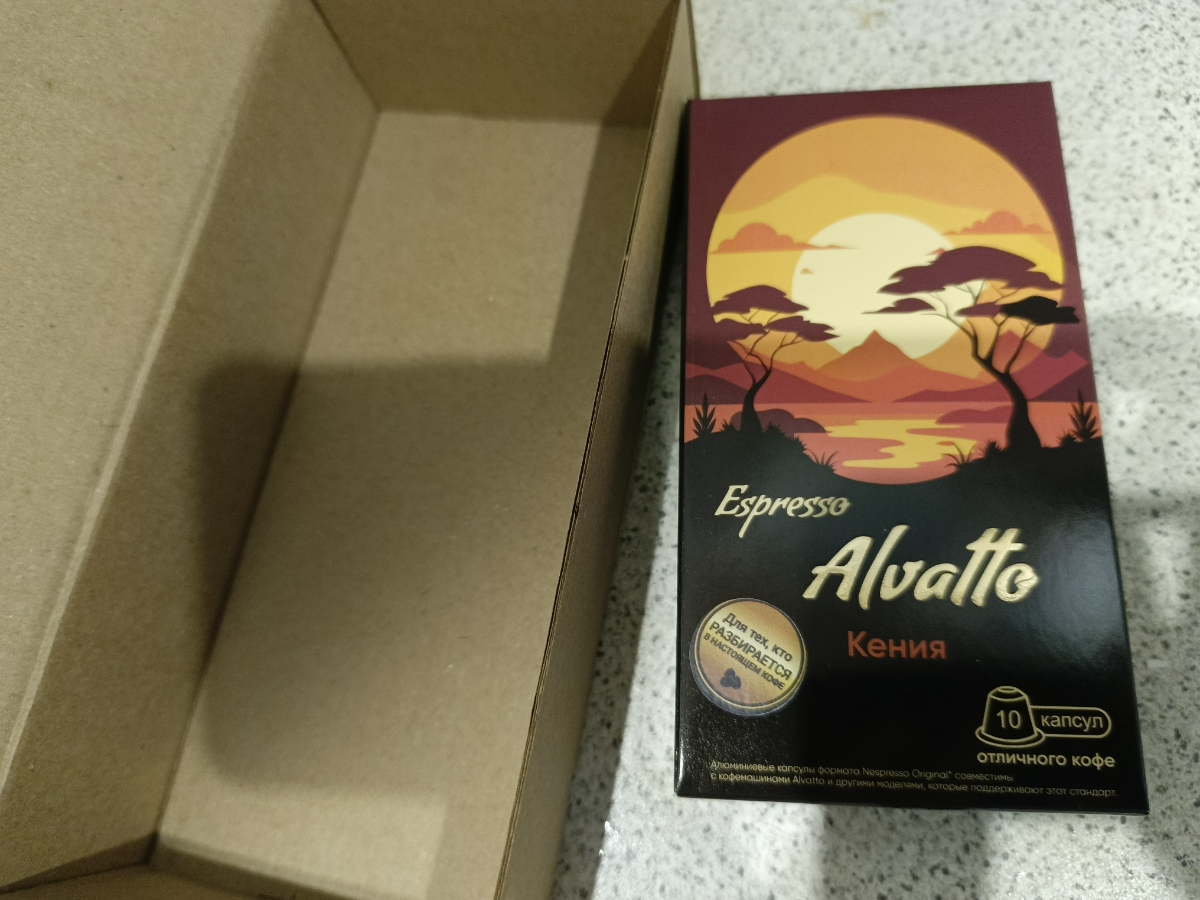 Espresso
Alvatto
Кения
Для тех, кто
РАЗБИРАЕТСЯ
В НАСТОЯЩЕМ КОФЕ
10 капсул
отличного кофе
Алюминиевые капсулы формата Nespresso Original* совместимы
с кофемашинами Alvatto и другими моделями, которые поддерживают этот стандарт.